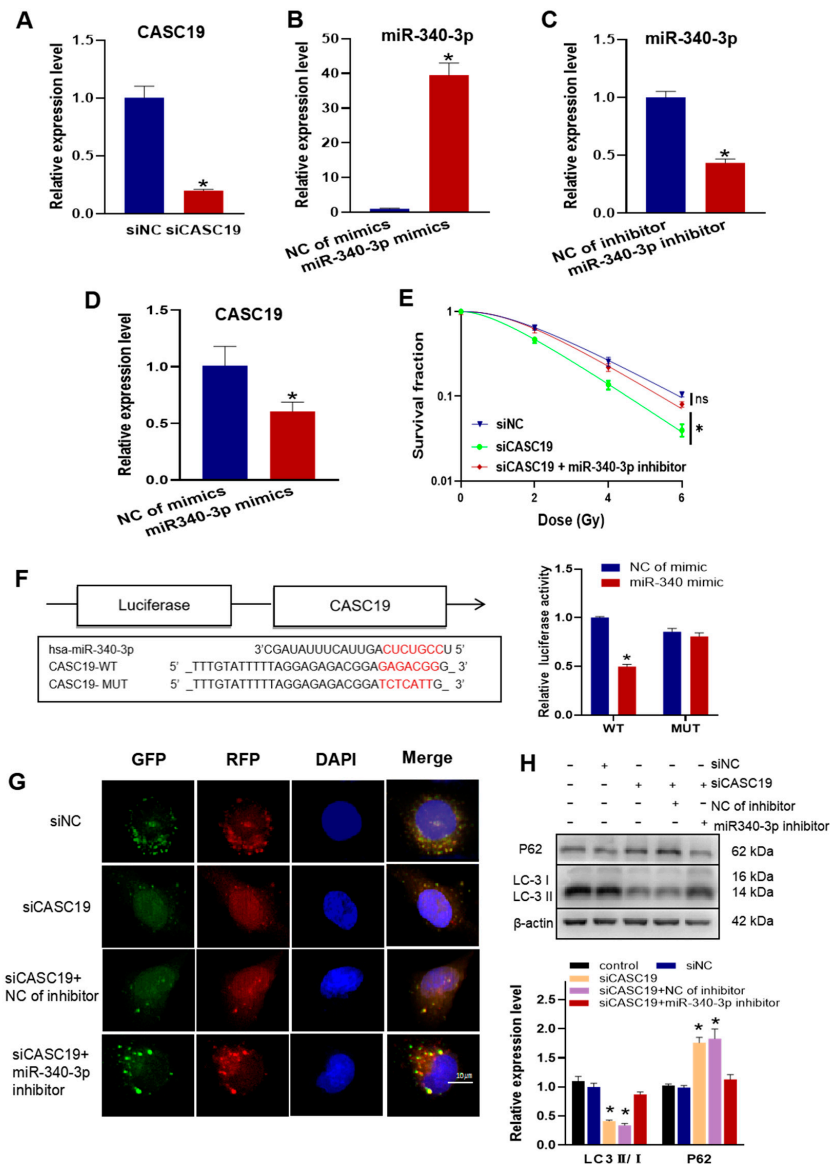 A
CASC19
Relative expression level
1.5
1.0
0.5
0.0
*
siNC siCASC19
B
miR-340-3p
Relative expression level
50
40
30
20
10
0
*
NC of mimics
miR-340-3p mimics
C
miR-340-3p
Relative expression level
1.5
1.0
0.5
0.0
*
NC of inhibitor
miR-340-3p inhibitor
D
CASC19
Relative expression level
1.5
1.0
0.5
0.0
*
NC of mimics
miR340-3p mimics
E
Survival fraction
1
0.1
0.01
ns
*
siNC
siCASC19
siCASC19 + miR-340-3p inhibitor
0 2 4 6
Dose (Gy)
F
Luciferase
CASC19
hsa-miR-340-3p 3'CGAUAUUUCAUUGACUCUGCCU 5'
CASC19-WT 5' _TTTGTATTTTTAGGAGAGACGGAGAGACGGG_ 3'
CASC19- MUT 5' _TTTGTATTTTTAGGAGAGACGGATCTCATTG_ 3'
NC of mimic
miR-340 mimic
Relative luciferase activity
1.5
1.0
0.5
0.0
*
WT MUT
G
GFP RFP DAPI Merge
siNC
siCASC19
siCASC19+
NC of inhibitor
siCASC19+
miR-340-3p
inhibitor
10μm
H
- + - - - siNC
- - + + + siCASC19
- - - + - NC of inhibitor
- - - - + miR340-3p inhibitor
P62 62 kDa
LC-3 I 16 kDa
LC-3 II 14 kDa
β-actin 42 kDa
control siNC
siCASC19
siCASC19+NC of inhibitor
siCASC19+miR-340-3p inhibitor
Relative expression level
2.5
2.0
1.5
1.0
0.5
0.0
* * * *
LC3 II/ I P62